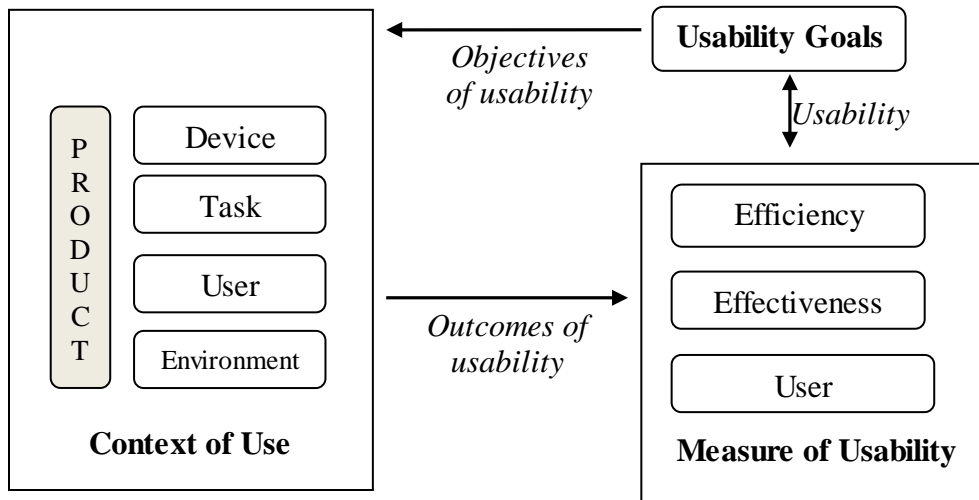 Usability Goals
Objectives
of usability
Usability
PRODUCT
Device
Task
User
Environment
Context of Use
Outcomes of
usability
Efficiency
Effectiveness
User
Measure of Usability